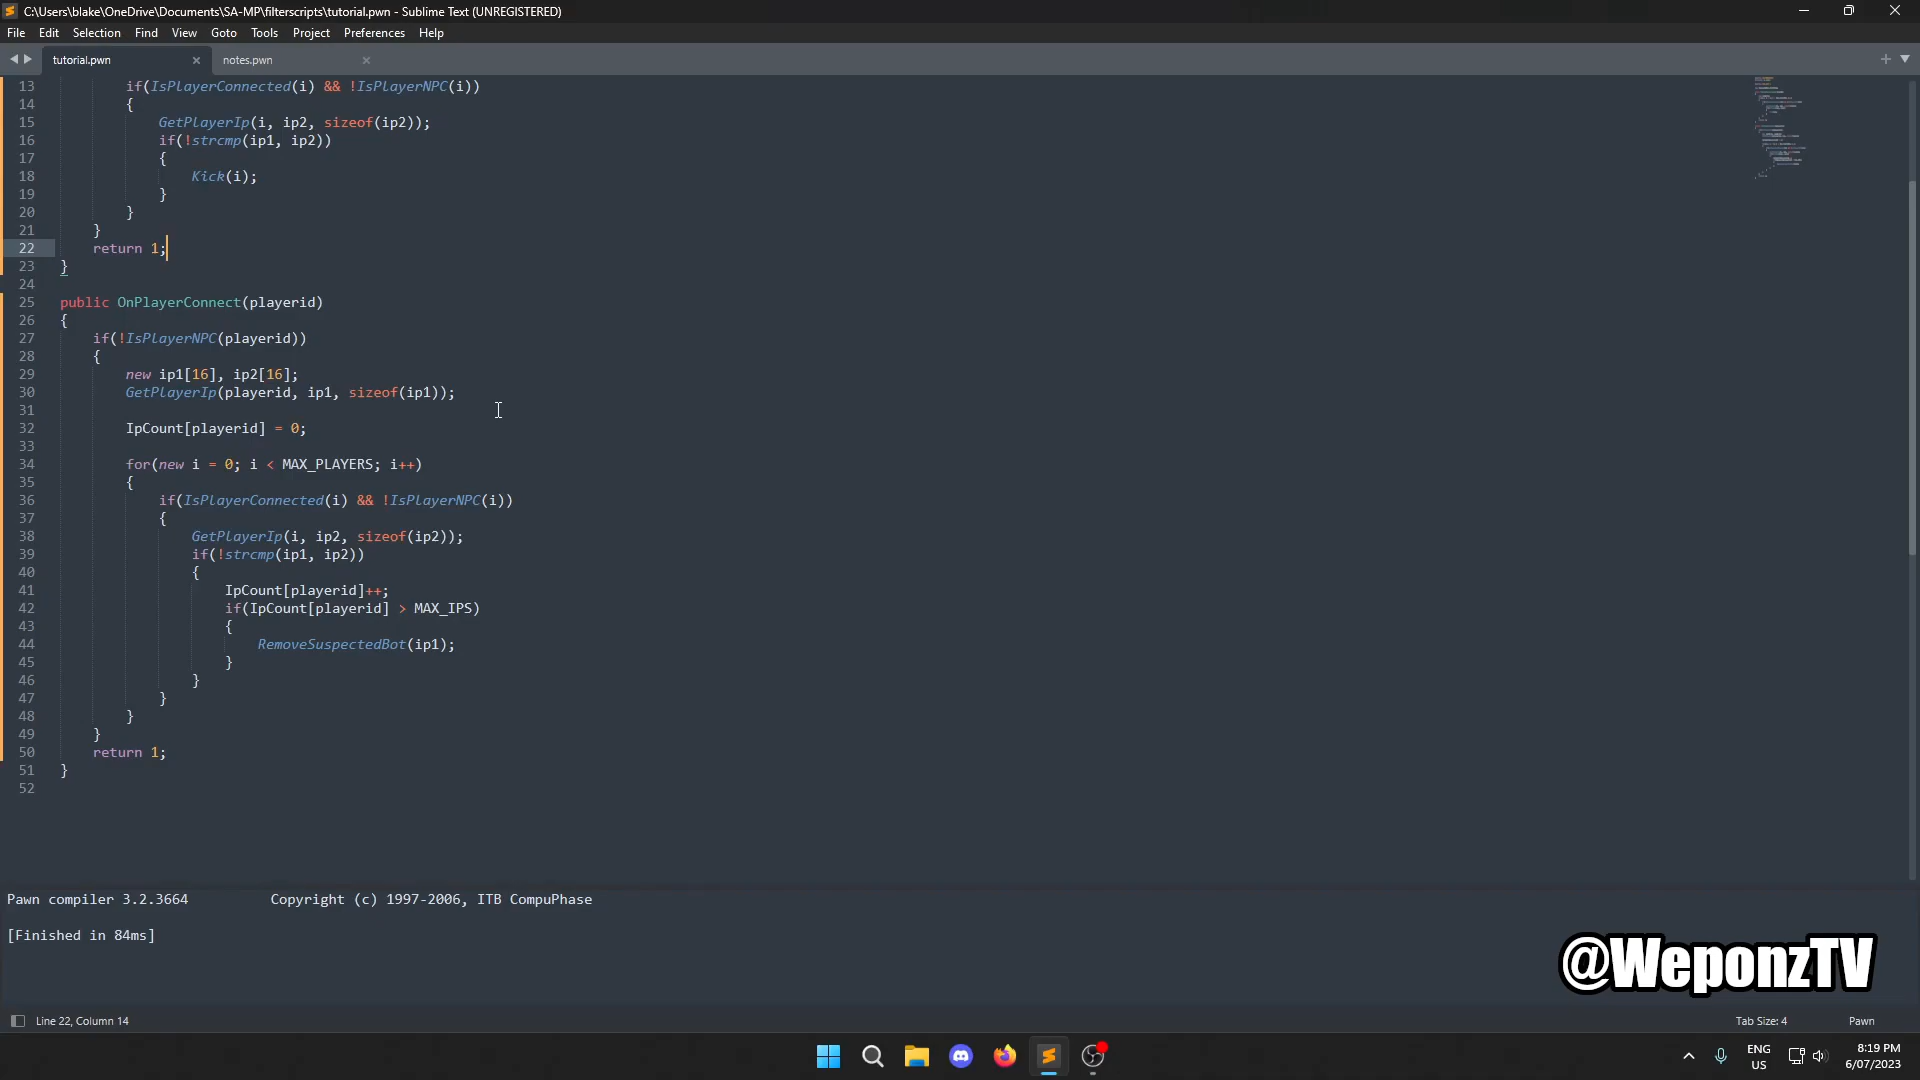 C:\Users\blake\OneDrive\Documents\SA-MP\filterscripts\tutorial.pwn - Sublime Text (UNREGISTERED)
File Edit Selection Find View Goto Tools Project Preferences Help
tutorial.pwn notes.pwn
13 if(IsPlayerConnected(i) && !IsPlayerNPC(i))
14 {
15 GetPlayerIp(i, ip2, sizeof(ip2));
16 if(!strcmp(ip1, ip2))
17 {
18 Kick(i);
19 }
20 }
21 }
22 return 1;
23 }
24
25 public OnPlayerConnect(playerid)
26 {
27 if(!IsPlayerNPC(playerid))
28 {
29 new ip1[16], ip2[16];
30 GetPlayerIp(playerid, ip1, sizeof(ip1));
31
32 IpCount[playerid] = 0;
33
34 for(new i = 0; i < MAX_PLAYERS; i++)
35 {
36 if(IsPlayerConnected(i) && !IsPlayerNPC(i))
37 {
38 GetPlayerIp(i, ip2, sizeof(ip2));
39 if(!strcmp(ip1, ip2))
40 {
41 IpCount[playerid]++;
42 if(IpCount[playerid] > MAX_IPS)
43 {
44 RemoveSuspectedBot(ip1);
45 }
46 }
47 }
48 }
49 }
50 return 1;
51 }
52
Pawn compiler 3.2.3664 Copyright (c) 1997-2006, ITB CompuPhase
[Finished in 84ms]
@WeponzTV
Line 22, Column 14 Tab Size: 4 Pawn
ENG US
8:19 PM
6/07/2023